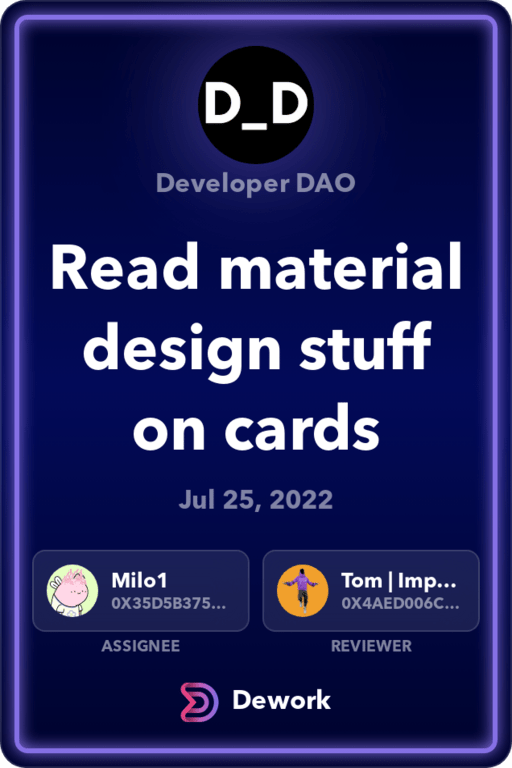 D_D
Developer DAO
Read material
design stuff
on cards
Jul 25, 2022
Milo1
0X35D5B375...
ASSIGNEE
Tom | Imp...
0X4AED006C...
REVIEWER
Dework